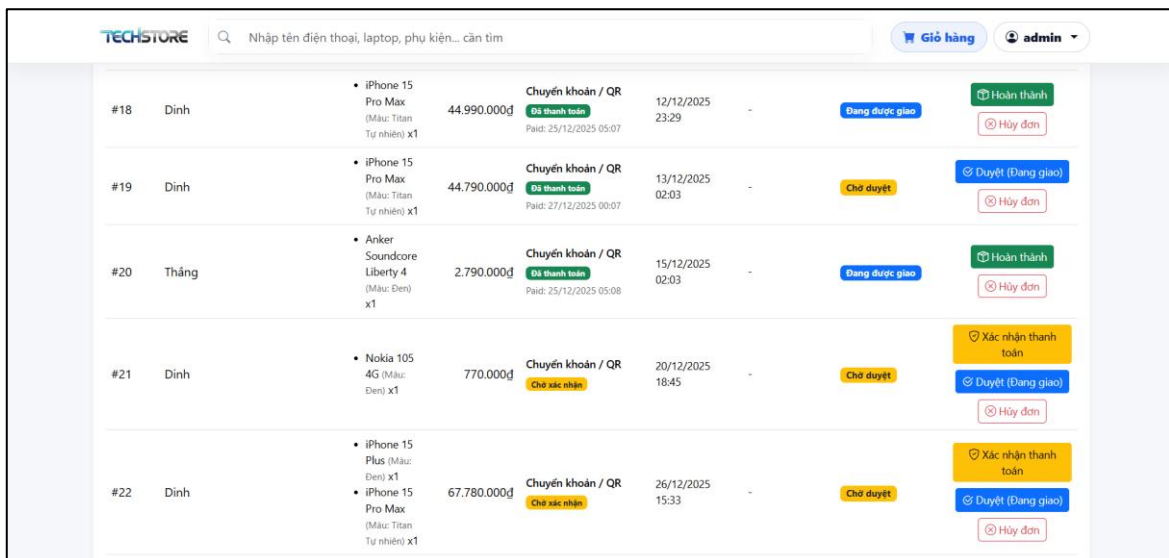 TECHSTORE
Nhập tên điện thoại, laptop, phụ kiện... cần tìm
Giỏ hàng
admin
#18
Dinh
• iPhone 15
Pro Max
(Màu: Titan
Tự nhiên) x1
44.990.000₫
Chuyển khoản / QR
Đã thanh toán
Paid: 25/12/2025 05:07
12/12/2025
23:29
-
Đang được giao
Hoàn thành
Hủy đơn
#19
Dinh
• iPhone 15
Pro Max
(Màu: Titan
Tự nhiên) x1
44.790.000₫
Chuyển khoản / QR
Đã thanh toán
Paid: 27/12/2025 00:07
13/12/2025
02:03
-
Chờ duyệt
Duyệt (Đang giao)
Hủy đơn
#20
Thắng
• Anker
Soundcore
Liberty 4
(Màu: Đen)
x1
2.790.000₫
Chuyển khoản / QR
Đã thanh toán
Paid: 25/12/2025 05:08
15/12/2025
02:03
-
Đang được giao
Hoàn thành
Hủy đơn
#21
Dinh
• Nokia 105
4G (Màu:
Đen) x1
770.000₫
Chuyển khoản / QR
Chờ xác nhận
20/12/2025
18:45
-
Chờ duyệt
Xác nhận thanh
toán
Duyệt (Đang giao)
Hủy đơn
#22
Dinh
• iPhone 15
Plus (Màu:
Đen) x1
• iPhone 15
Pro Max
(Màu: Titan
Tự nhiên) x1
67.780.000₫
Chuyển khoản / QR
Chờ xác nhận
26/12/2025
15:33
-
Chờ duyệt
Xác nhận thanh
toán
Duyệt (Đang giao)
Hủy đơn